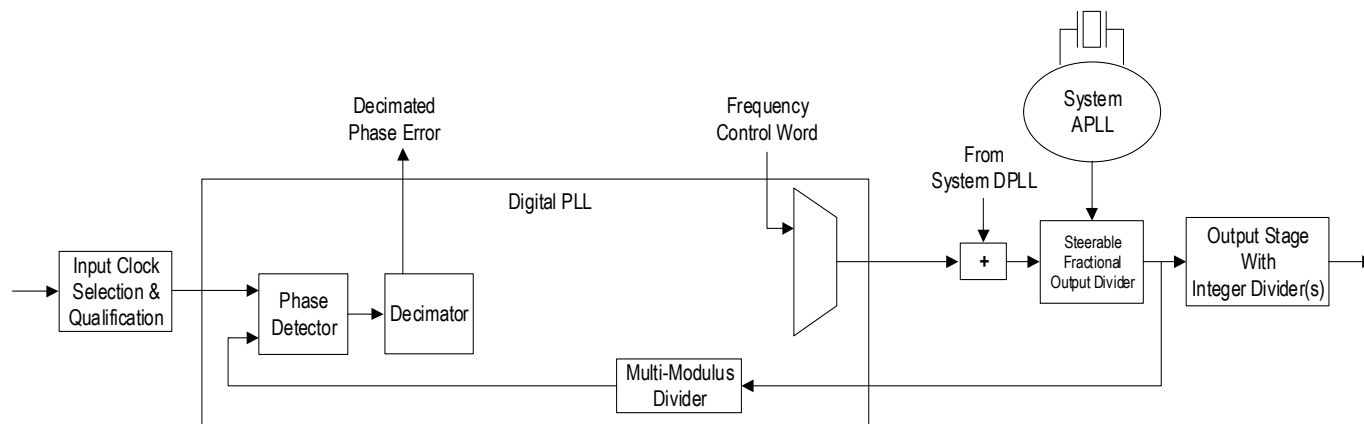 System
APLL
Decimated
Phase Error
Frequency
Control Word
From
System DPLL
Digital PLL
Input Clock
Selection &
Qualification
Phase
Detector
Decimator
+
Steerable
Fractional
Output Divider
Output Stage
With
Integer Divider(s)
Multi-Modulus
Divider